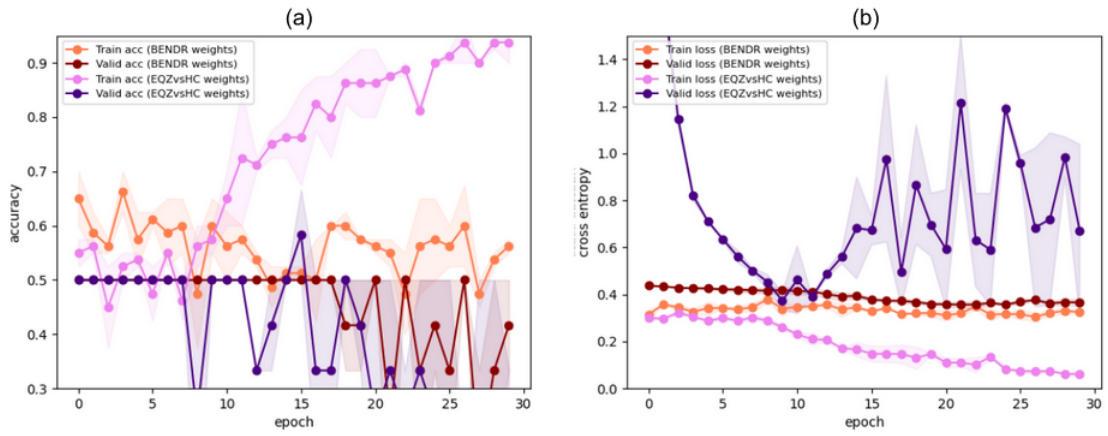 (a)
Train acc (BENDR weights)
Valid acc (BENDR weights)
Train acc (EQZvsHC weights)
Valid acc (EQZvsHC weights)
accuracy
0.9
0.8
0.7
0.6
0.5
0.4
0.3
0
5
10
15
20
25
30
epoch
(b)
Train loss (BENDR weights)
Valid loss (BENDR weights)
Train loss (EQZvsHC weights)
Valid loss (EQZvsHC weights)
cross entropy
1.4
1.2
1.0
0.8
0.6
0.4
0.2
0.0
0
5
10
15
20
25
30
epoch